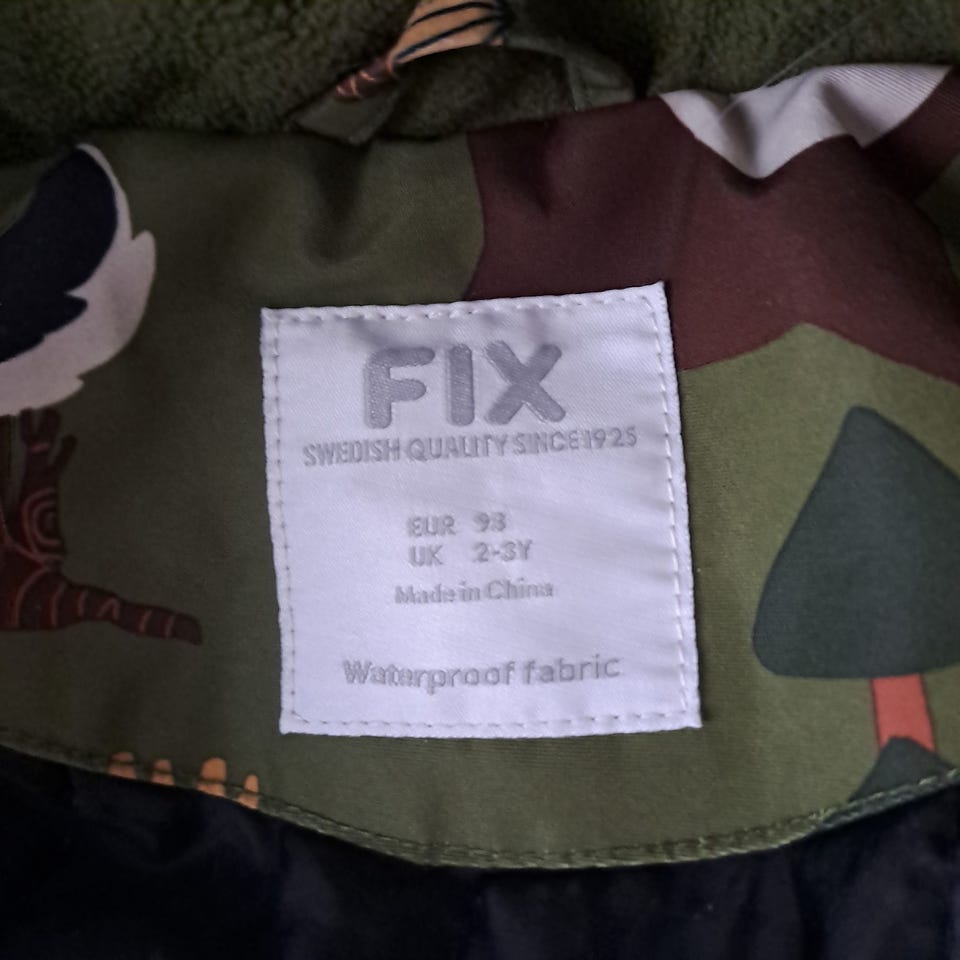 FIX
SWEDISH QUALITY SINCE 1925
EUR 98
UK 2-3Y
Made in China
Waterproof fabric